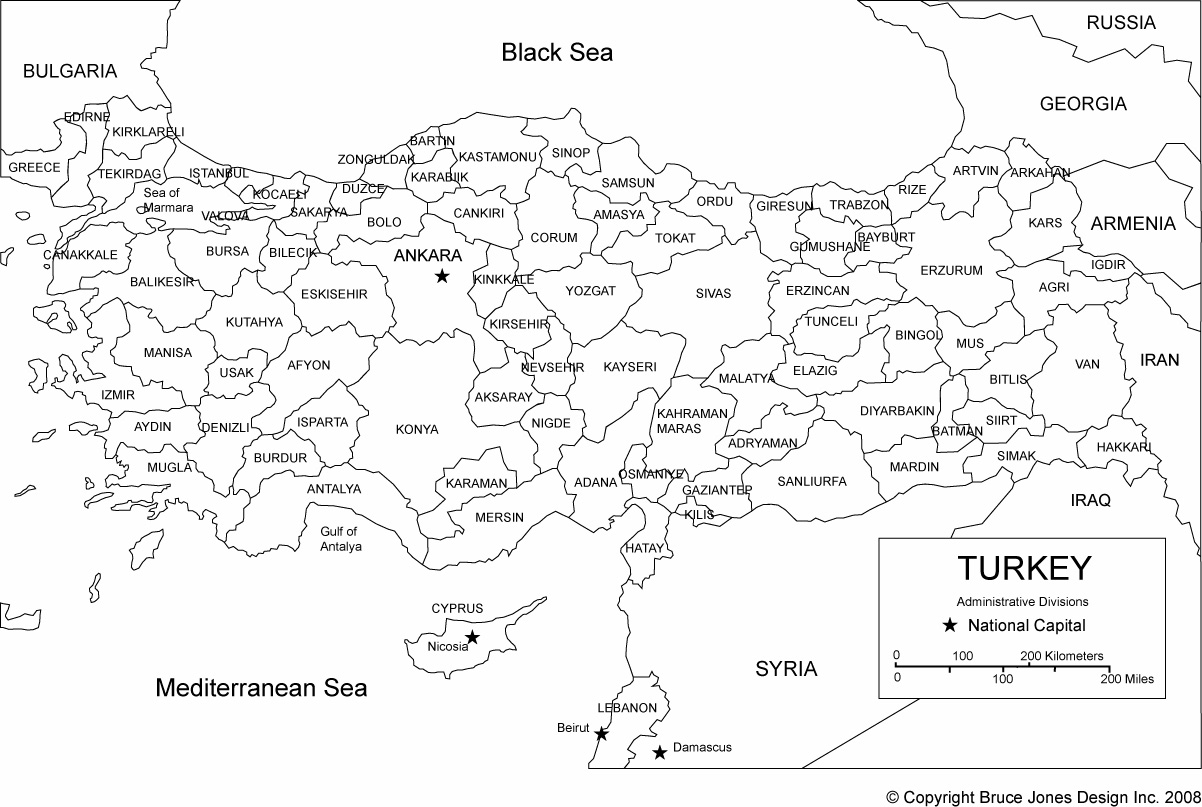 RUSSIA
Black Sea
BULGARIA
GEORGIA
EDIRNE
KIRKLARELI
BARTIN
SINOP
ZONGULDAK
KASTAMONU
GREECE
TEKIRDAG
ISTANBUL
KARABUK
ARTVIN
ARKAHAN
SAMSUN
DUZCE
RIZE
Sea of
Marmara
KOCAELI
ORDU
GIRESUN
TRABZON
YALOVA
SAKARYA
BOLO
CANKIRI
AMASYA
KARS
ARMENIA
CORUM
TOKAT
GUMUSHANE
BAYBURT
CANAKKALE
BURSA
BILECIK
ANKARA
IGDIR
BALIKESIR
ESKISEHIR
KINKKALE
YOZGAT
SIVAS
ERZINCAN
ERZURUM
AGRI
KUTAHYA
KIRSEHIR
TUNCELI
BINGOL
MUS
MANISA
USAK
AFYON
NEVSEHIR
KAYSERI
MALATYA
ELAZIG
BITLIS
VAN
IRAN
IZMIR
AKSARAY
AYDIN
DENIZLI
ISPARTA
KONYA
NIGDE
KAHRAMAN
MARAS
DIYARBAKIN
BATMAN
SIIRT
ADRYAMAN
HAKKARI
MUGLA
BURDUR
SIMAK
MARDIN
ANTALYA
KARAMAN
ADANA
OSMANIYE
GAZIANTEP
SANLIURFA
IRAQ
MERSIN
KILIS
Gulf of
Antalya
HATAY
TURKEY
Administrative Divisions
National Capital
0 100 200 Kilometers
0 100 200 Miles
CYPRUS
Nicosia
SYRIA
Mediterranean Sea
LEBANON
Beirut
Damascus
© Copyright Bruce Jones Design Inc. 2008